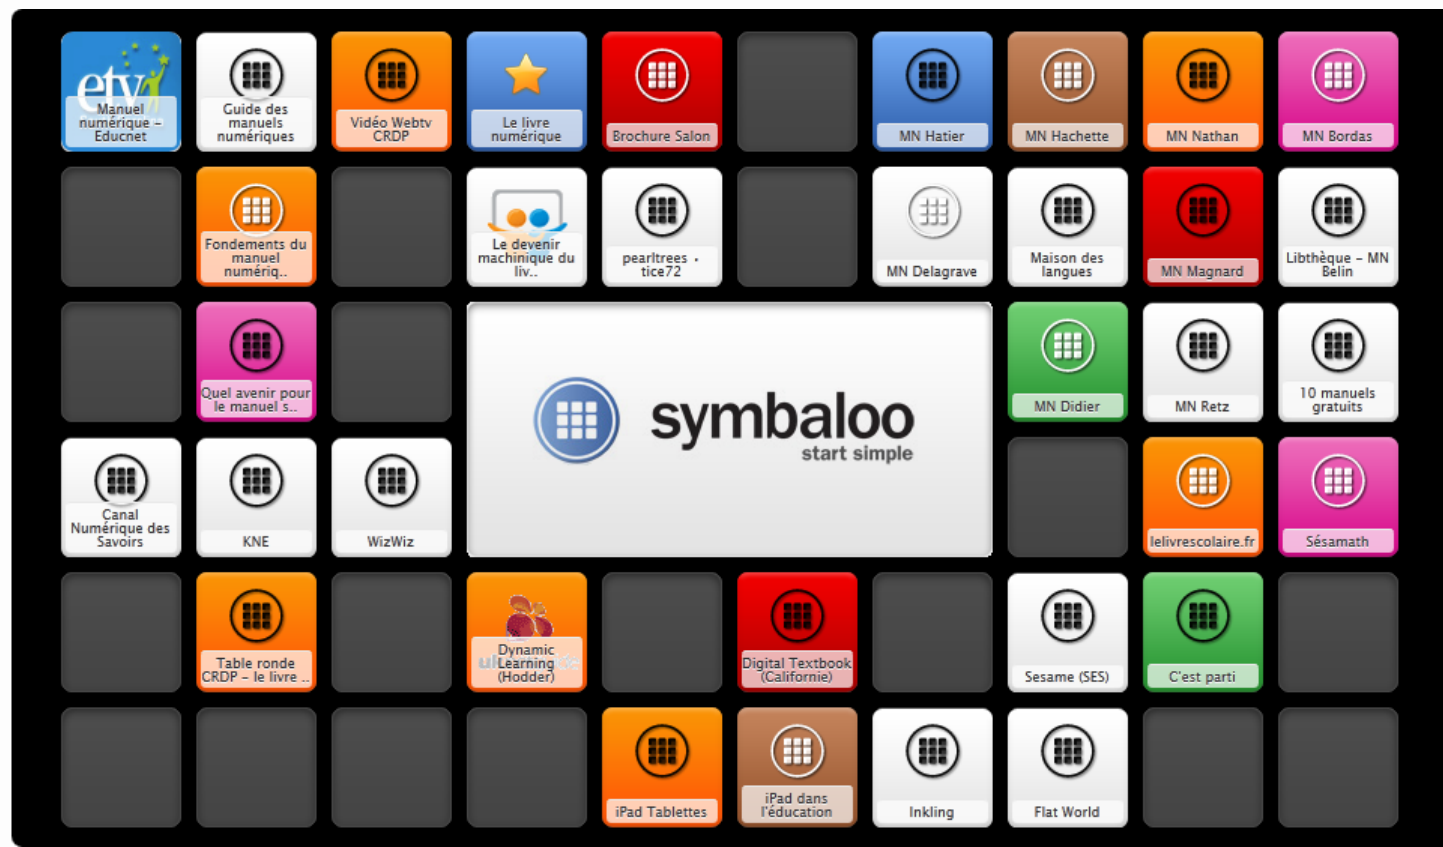 etv
Manuel
numérique –
Educnet
Guide des
manuels
numériques
Vidéo Webtv
CRDP
Le livre
numérique
Brochure Salon
MN Hatier
MN Hachette
MN Nathan
MN Bordas
Fondements du
manuel
numériq..
Le devenir
machinique du
liv..
pearltrees ·
tice72
MN Delagrave
Maison des
langues
MN Magnard
Libthèque – MN
Belin
Quel avenir pour
le manuel s..
symbaloo
start simple
MN Didier
MN Retz
10 manuels
gratuits
Canal
Numérique des
Savoirs
KNE
WizWiz
lelivrescolaire.fr
Sésamath
Table ronde
CRDP – le livre ..
Dynamic
Learning
(Hodder)
Digital Textbook
(Californie)
Sesame (SES)
C'est parti
iPad Tablettes
iPad dans
l'éducation
Inkling
Flat World